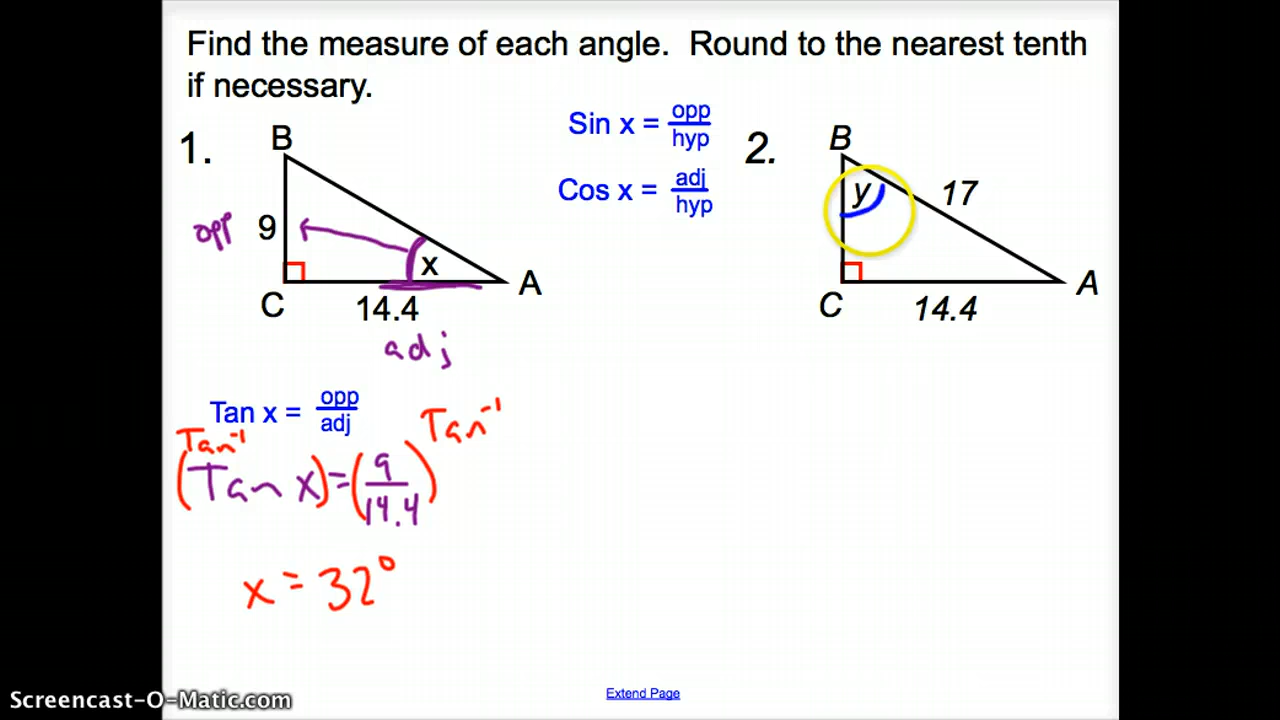 Find the measure of each angle. Round to the nearest tenth
if necessary.
1.
B
opp
9
x
C
14.4
A
adj
Sin x = opp/hyp
Cos x = adj/hyp
2.
B
y
17
C
14.4
A
Tan x = opp/adj
Tan⁻¹ Tan⁻¹
(Tan x) = (9/14.4)
x = 32°
Extend Page
Screencast-O-Matic.com